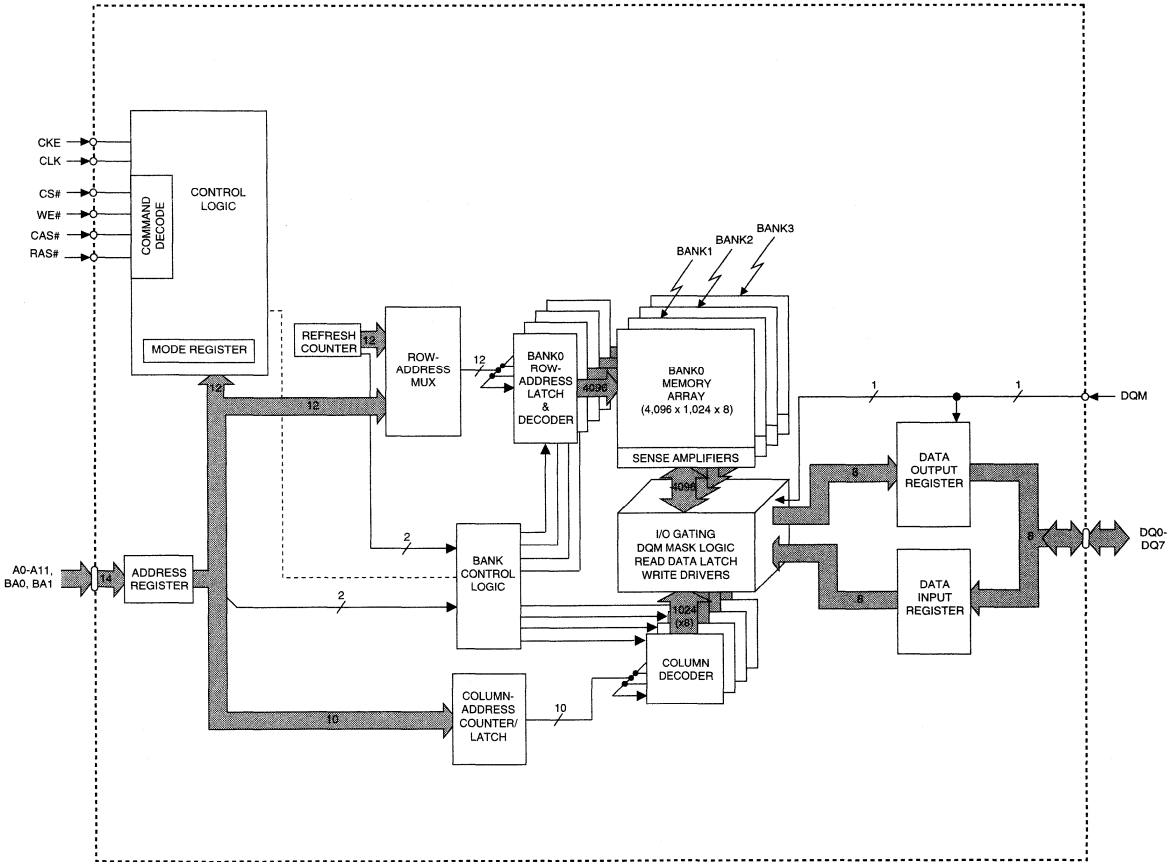 CKE
CLK
CS#
WE#
CAS#
RAS#
CONTROL
LOGIC
COMMAND
DECODE
MODE REGISTER
12
REFRESH
COUNTER
12
12
ROW-
ADDRESS
MUX
12
BANK0
ROW-
ADDRESS
LATCH
&
DECODER
4096
BANK1
BANK2
BANK3
BANK0
MEMORY
ARRAY
(4,096 x 1,024 x 8)
SENSE AMPLIFIERS
4096
I/O GATING
DQM MASK LOGIC
READ DATA LATCH
WRITE DRIVERS
1024
(x8)
COLUMN
DECODER
1
1
DQM
8
DATA
OUTPUT
REGISTER
8
8
DATA
INPUT
REGISTER
DQ0-
DQ7
A0-A11,
BA0, BA1
14
ADDRESS
REGISTER
2
2
BANK
CONTROL
LOGIC
10
COLUMN-
ADDRESS
COUNTER/
LATCH
10